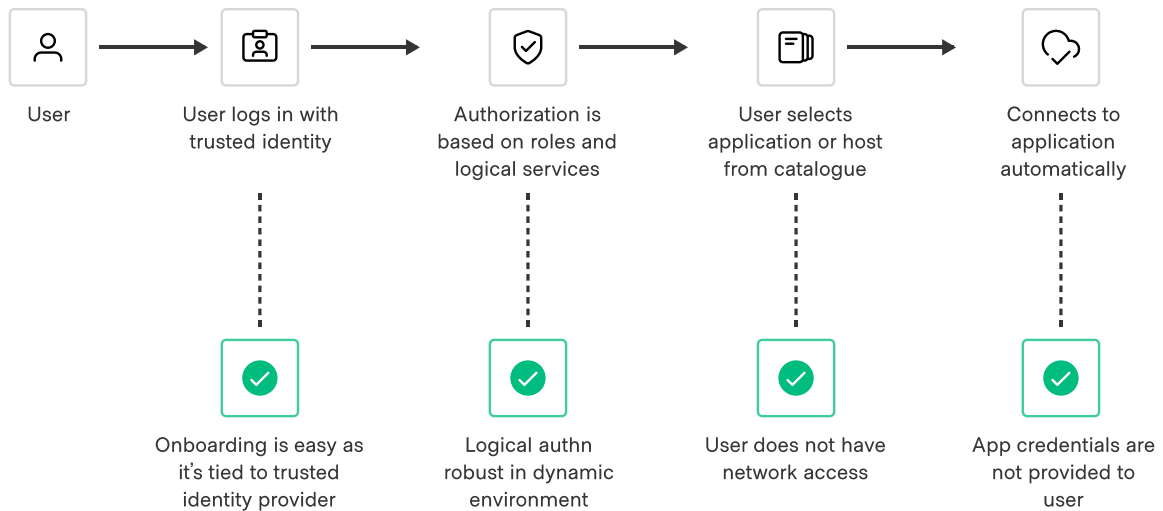 User
User logs in with
trusted identity
Authorization is
based on roles and
logical services
User selects
application or host
from catalogue
Connects to
application
automatically
Onboarding is easy as
it's tied to trusted
identity provider
Logical authn
robust in dynamic
environment
User does not have
network access
App credentials are
not provided to
user